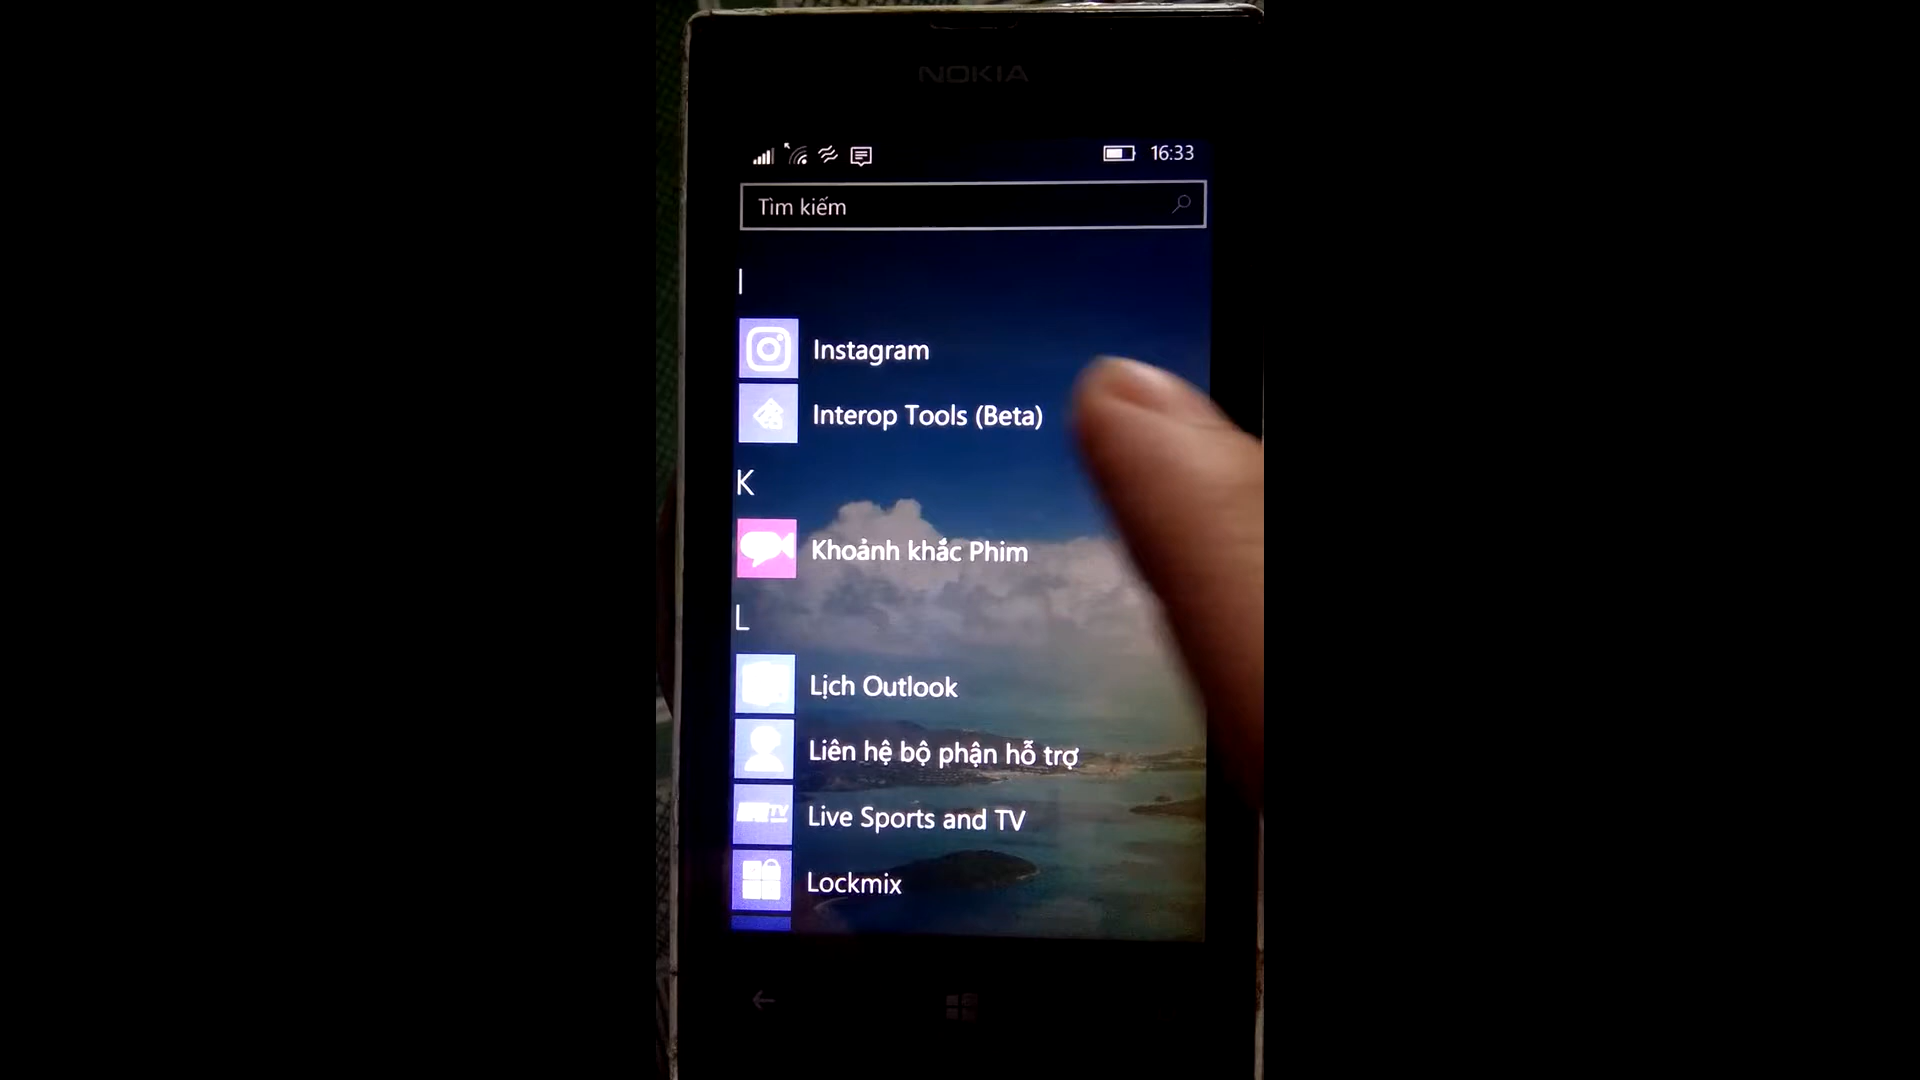 NOKIA
16:33
Tìm kiếm
I
Instagram
Interop Tools (Beta)
K
Khoảnh khắc Phim
L
Lịch Outlook
Liên hệ bộ phận hỗ trợ
TV
Live Sports and TV
Lockmix